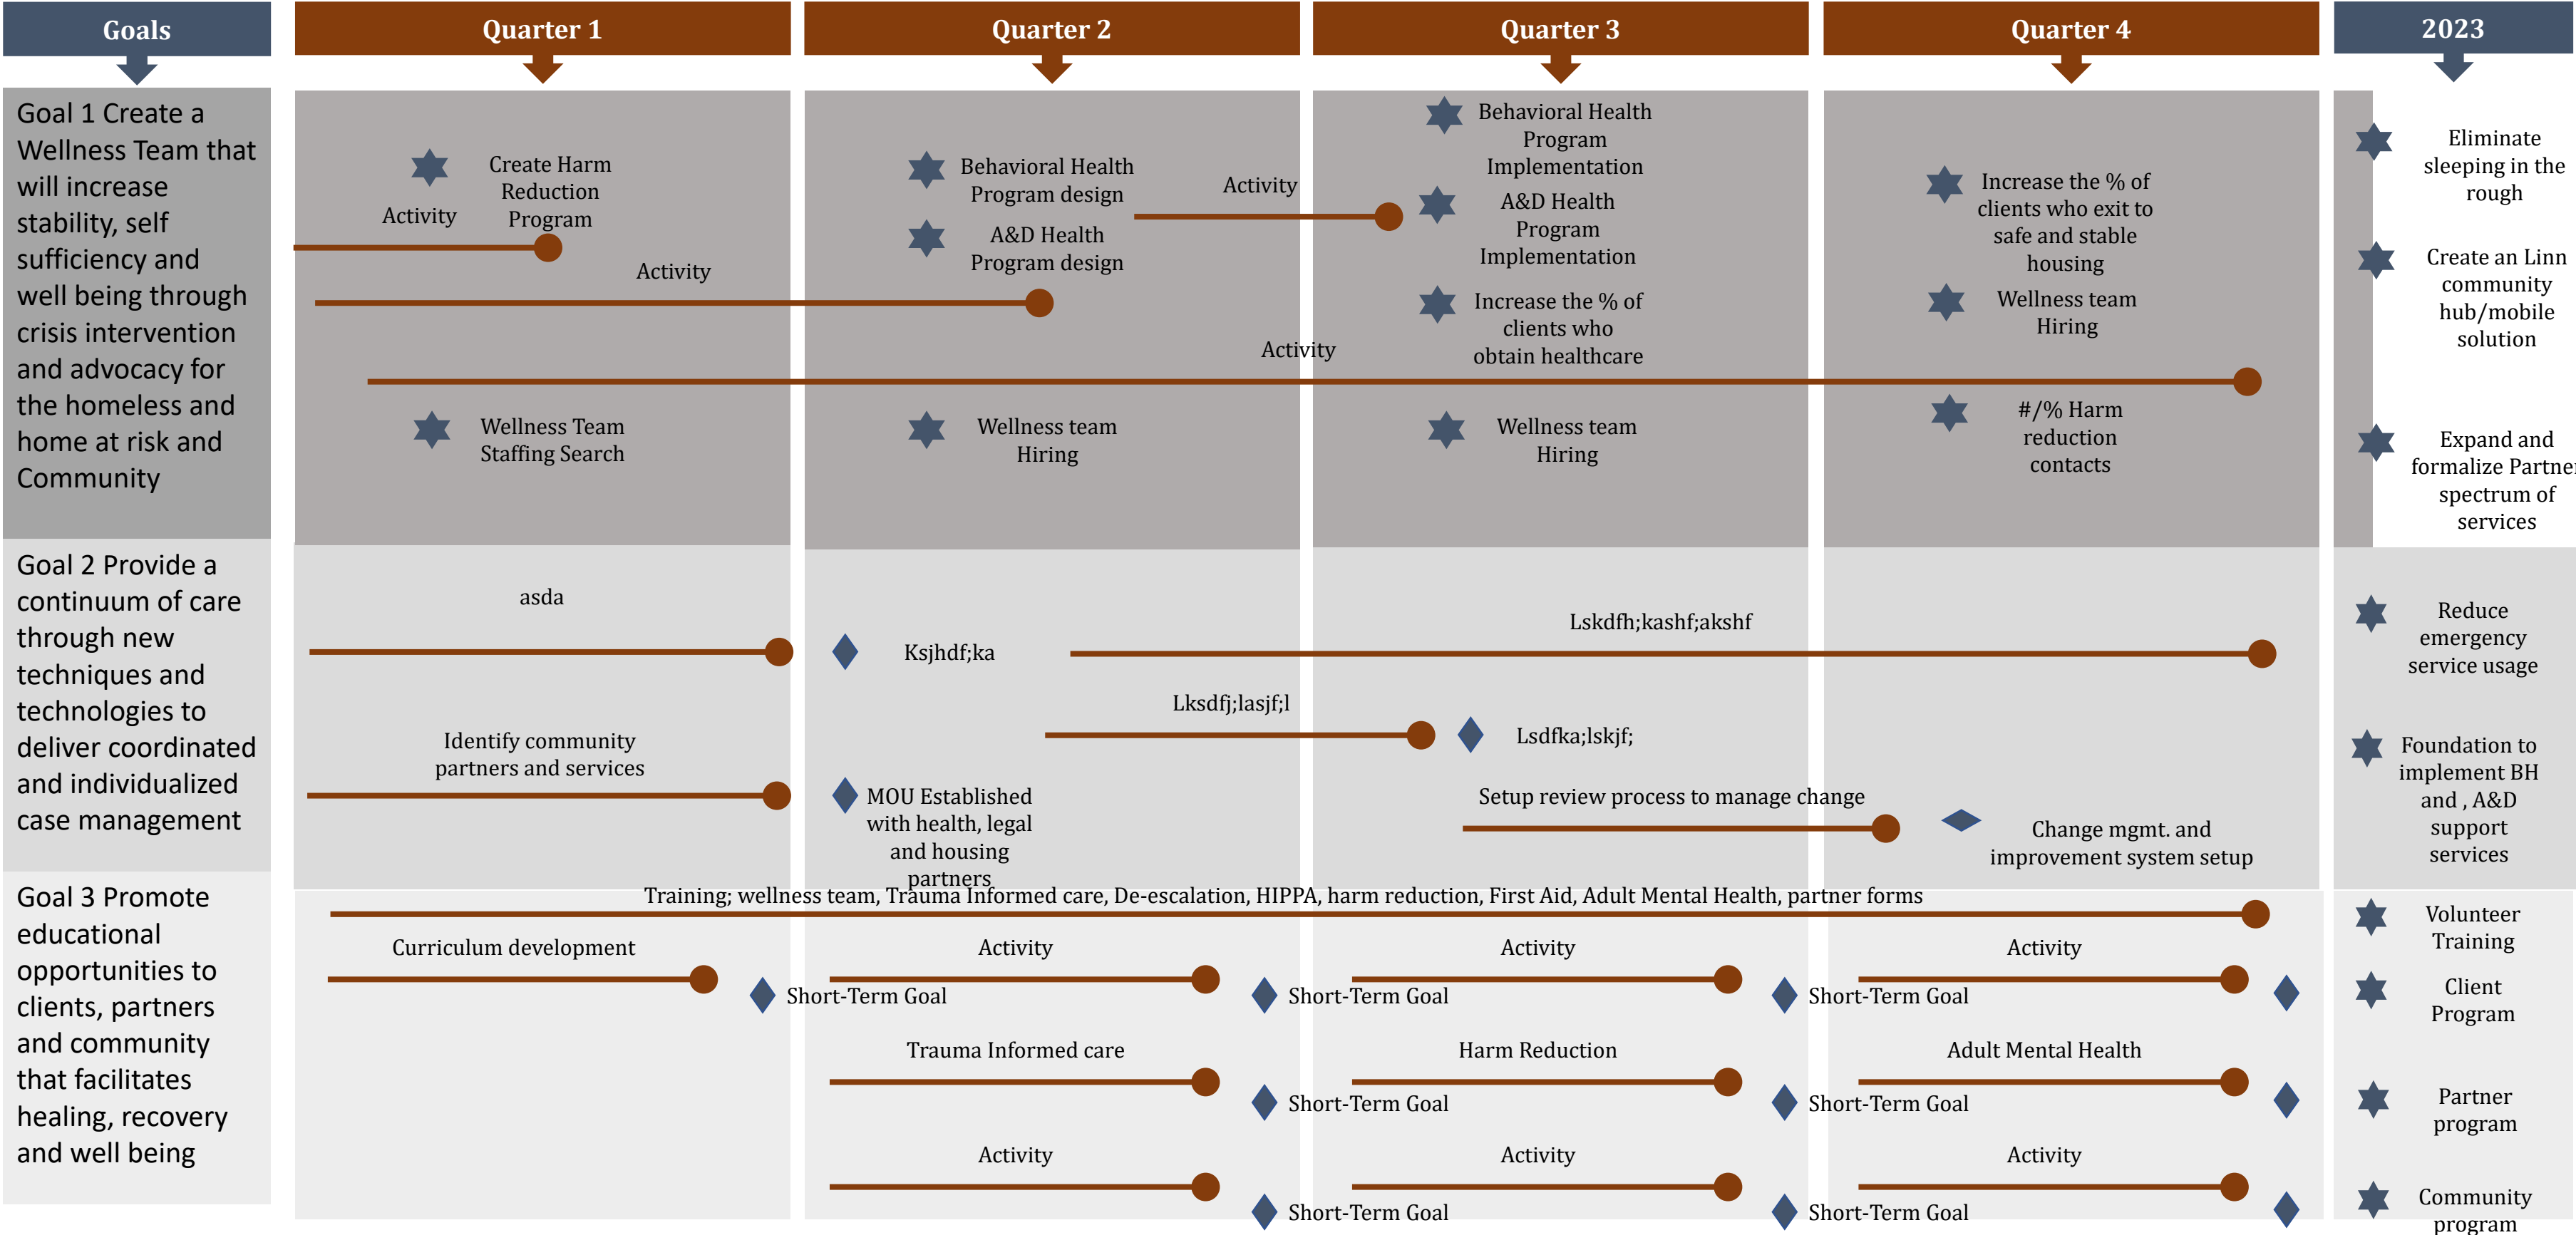 Goals
Quarter 1
Quarter 2
Quarter 3
Quarter 4
2023
Goal 1 Create a
Wellness Team that
will increase
stability, self
sufficiency and
well being through
crisis intervention
and advocacy for
the homeless and
home at risk and
Community
Create Harm
Reduction
Program
Activity
Activity
Wellness Team
Staffing Search
Behavioral Health
Program design
A&D Health
Program design
Activity
Activity
Wellness team
Hiring
Behavioral Health
Program
Implementation
A&D Health
Program
Implementation
Increase the % of
clients who
obtain healthcare
Wellness team
Hiring
Increase the % of
clients who exit to
safe and stable
housing
Wellness team
Hiring
#/% Harm
reduction
contacts
Eliminate
sleeping in the
rough
Create an Linn
community
hub/mobile
solution
Expand and
formalize Partne
spectrum of
services
Goal 2 Provide a
continuum of care
through new
techniques and
technologies to
deliver coordinated
and individualized
case management
asda
Identify community
partners and services
Ksjhdf;ka
Lksdfj;lasjf;l
MOU Established
with health, legal
and housing
partners
Lskdfh;kashf;akshf
Lsdfka;lskjf;
Setup review process to manage change
Change mgmt. and
improvement system setup
Reduce
emergency
service usage
Foundation to
implement BH
and , A&D
support
services
Goal 3 Promote
educational
opportunities to
clients, partners
and community
that facilitates
healing, recovery
and well being
Training; wellness team, Trauma Informed care, De-escalation, HIPPA, harm reduction, First Aid, Adult Mental Health, partner forms
Curriculum development
Activity
Activity
Activity
Short-Term Goal
Short-Term Goal
Short-Term Goal
Trauma Informed care
Harm Reduction
Adult Mental Health
Short-Term Goal
Short-Term Goal
Activity
Activity
Activity
Short-Term Goal
Short-Term Goal
Volunteer
Training
Client
Program
Partner
program
Community
program